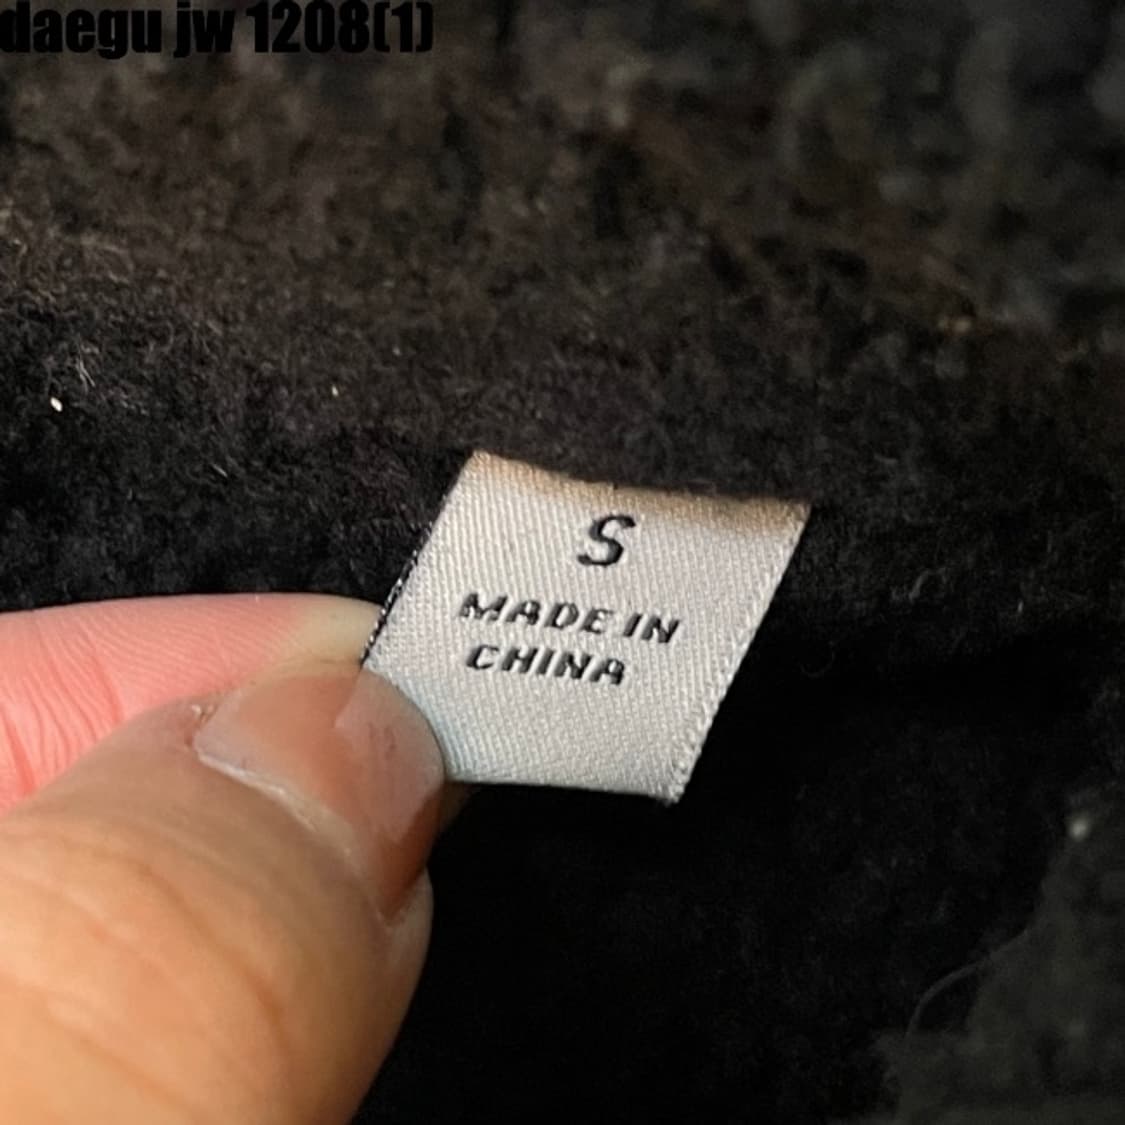 daegu jw 1208(1)
S
MADE IN
CHINA